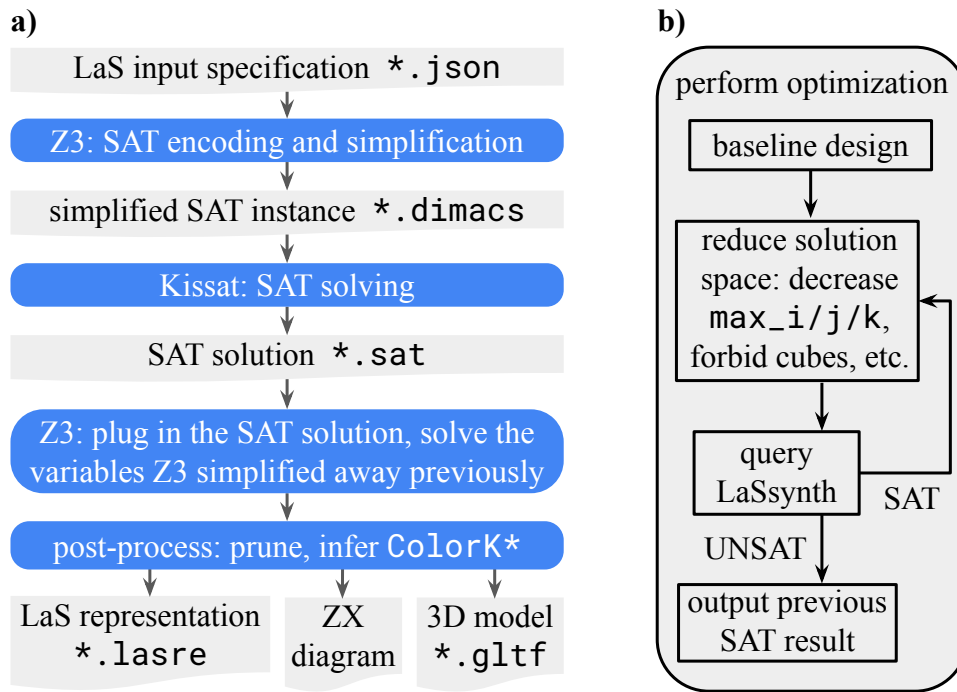 a)
LaS input specification *.json
Z3: SAT encoding and simplification
simplified SAT instance *.dimacs
Kissat: SAT solving
SAT solution *.sat
Z3: plug in the SAT solution, solve the
variables Z3 simplified away previously
post-process: prune, infer ColorK*
LaS representation
*.lasre
ZX
diagram
3D model
*.gltf
b)
perform optimization
baseline design
reduce solution
space: decrease
max_i/j/k,
forbid cubes, etc.
query
LaSsynth
SAT
UNSAT
output previous
SAT result